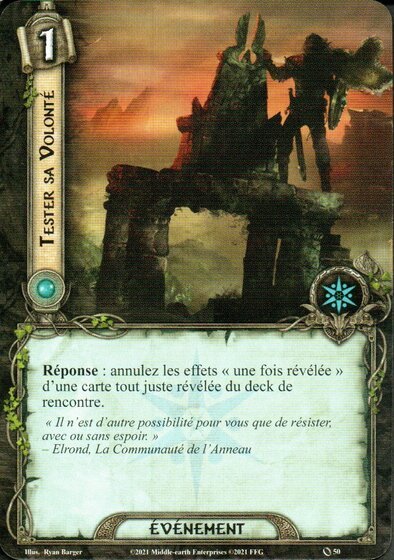 1
TESTER SA VOLONTÉ
Réponse : annulez les effets « une fois révélée »
d'une carte tout juste révélée du deck de
rencontre.
« Il n'est d'autre possibilité pour vous que de résister,
avec ou sans espoir. »
– Elrond, La Communauté de l'Anneau
ÉVÉNEMENT
Illus. Ryan Barger
©2021 Middle-earth Enterprises ©2021 FFG
50